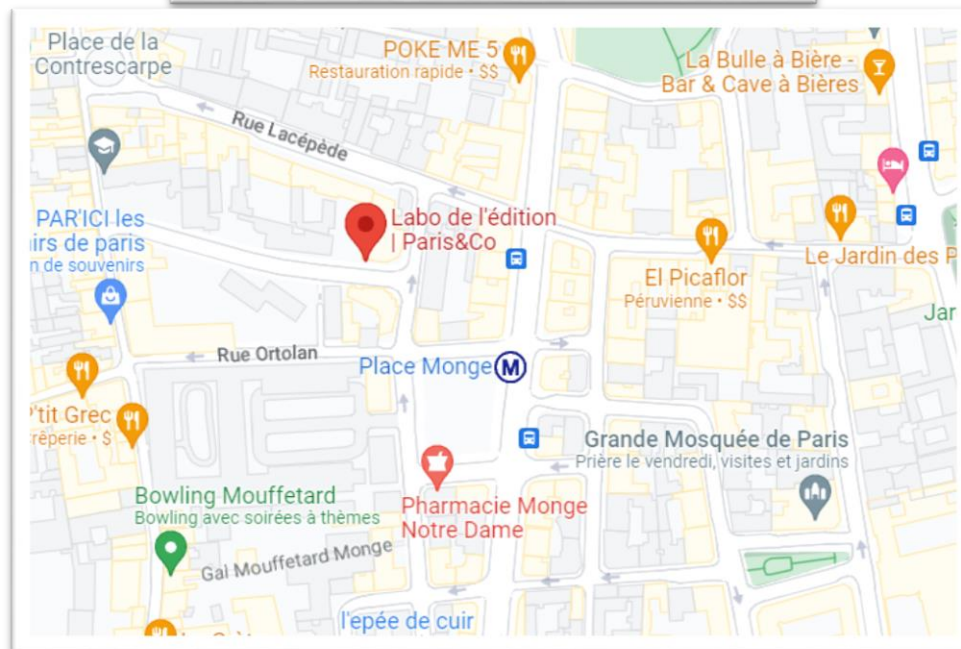 Place de la
Contrescarpe
POKE ME 5
Restauration rapide • $$
La Bulle à Bière -
Bar & Cave à Bières
Rue Lacépède
PAR'ICI les
irs de paris
n de souvenirs
Labo de l'édition
| Paris&Co
El Picaflor
Péruvienne • $$
Le Jardin des P
Jar
Rue Ortolan
Place Monge
M
P'tit Grec
rêperie • $
Grande Mosquée de Paris
Prière le vendredi, visites et jardins
Bowling Mouffetard
Bowling avec soirées à thèmes
Pharmacie Monge
Notre Dame
Gal Mouffetard Monge
l'epée de cuir